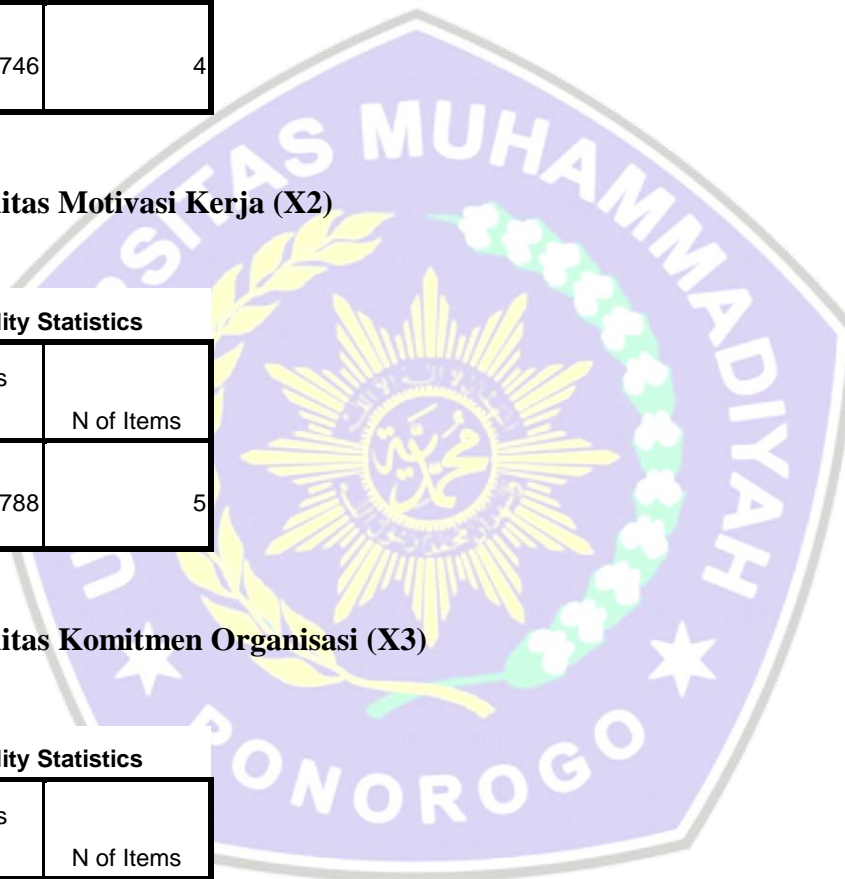 746 4
itas Motivasi Kerja (X2)
lity Statistics
s
N of Items
788 5
itas Komitmen Organisasi (X3)
lity Statistics
s
N of Items
UNIVERSITAS MUHAMMADIYAH
PONOROGO